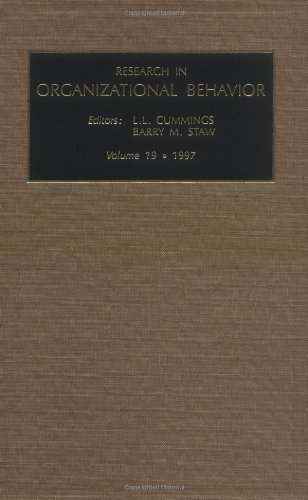 RESEARCH IN
ORGANIZATIONAL BEHAVIOR
Editors: L.L. CUMMINGS
BARRY M. STAW
Volume 19 • 1997